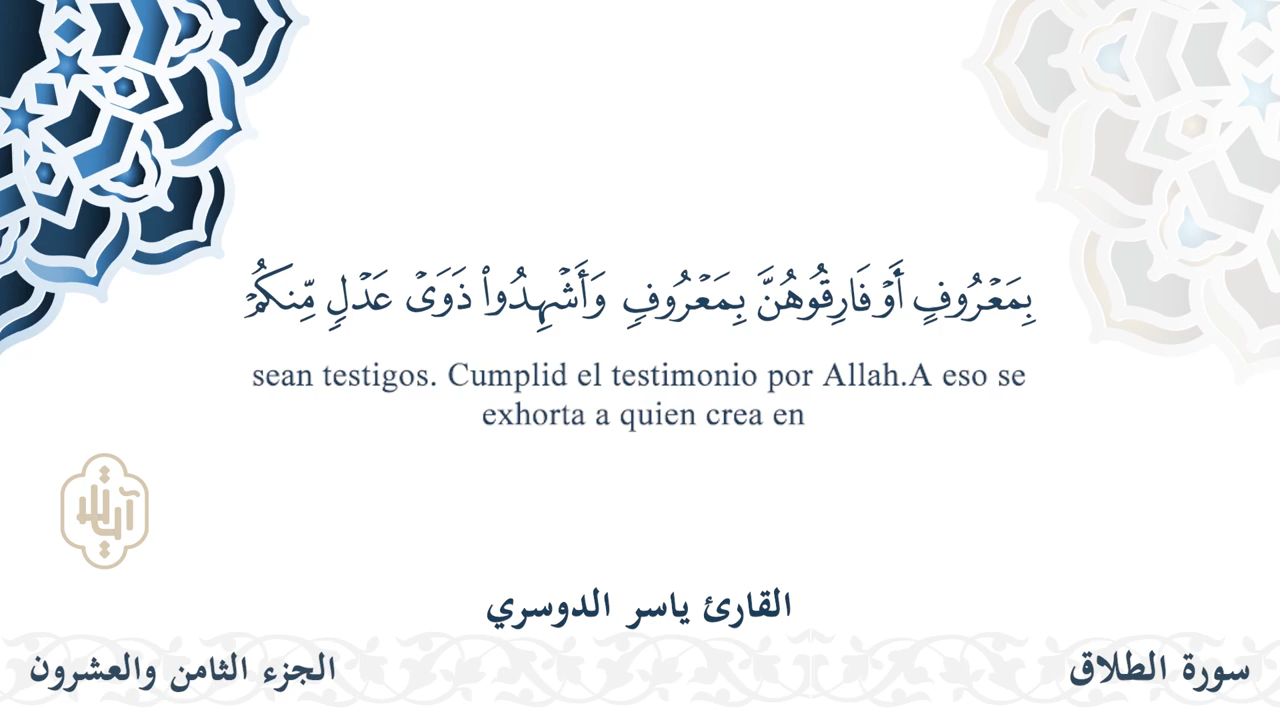 بِمَعْرُوفٍ أَوْ فَارِقُوهُنَّ بِمَعْرُوفٍ وَأَشْهِدُوا۟ ذَوَىْ عَدْلٍ مِّنكُمْ
sean testigos. Cumplid el testimonio por Allah.A eso se
exhorta a quien crea en
آيات
القارئ ياسر الدوسري
سورة الطلاق
الجزء الثامن والعشرون